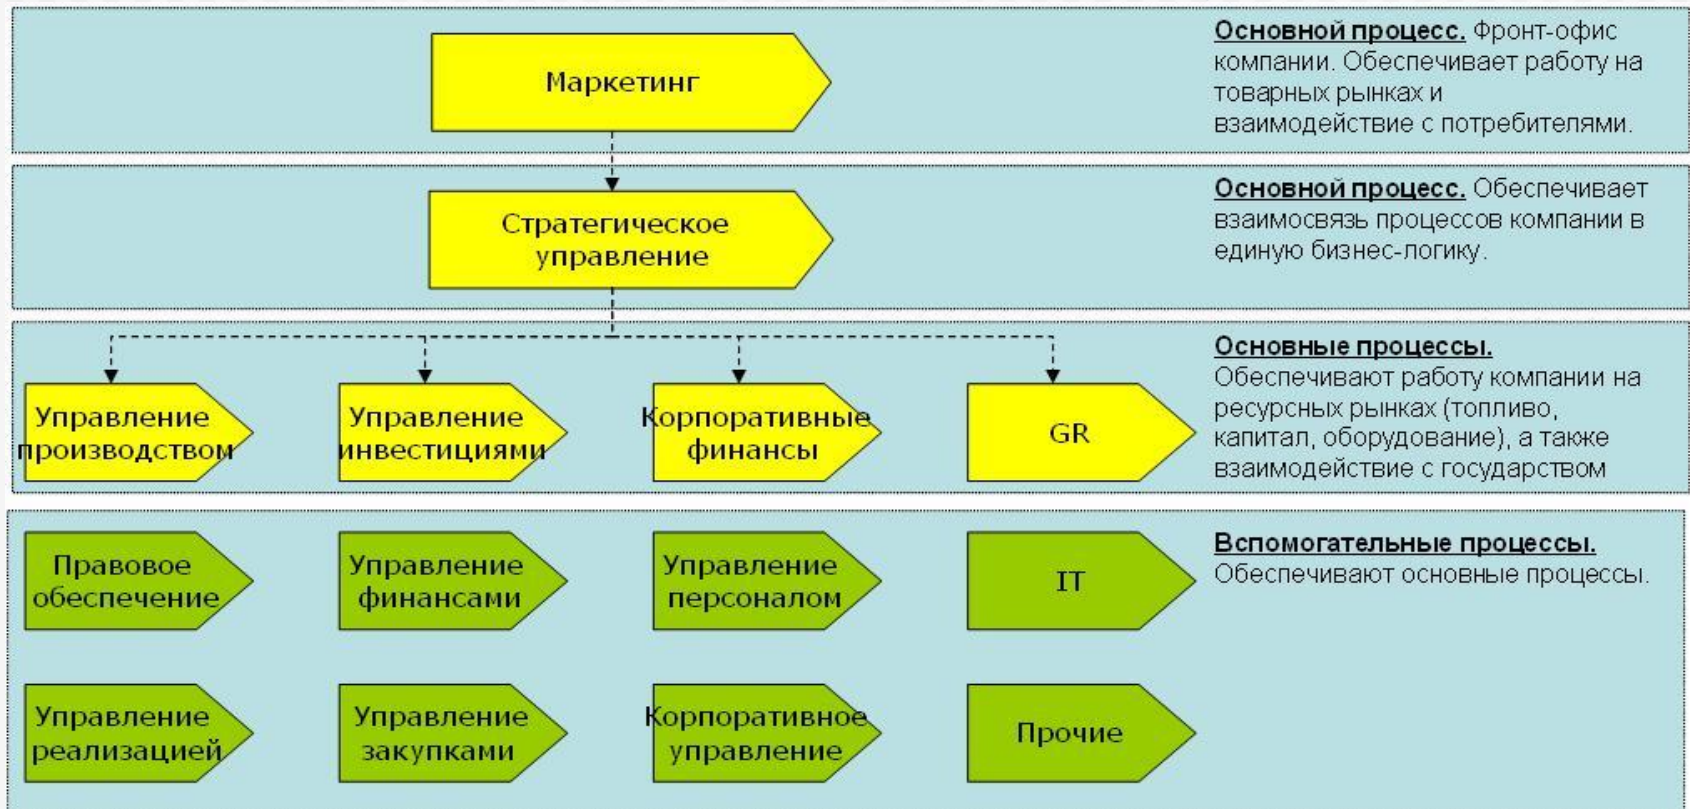 Маркетинг
Основной процесс. Фронт-офис
компании. Обеспечивает работу на
товарных рынках и
взаимодействие с потребителями.
Стратегическое
управление
Основной процесс. Обеспечивает
взаимосвязь процессов компании в
единую бизнес-логику.
Управление
производством
Управление
инвестициями
Корпоративные
финансы
GR
Основные процессы.
Обеспечивают работу компании на
ресурсных рынках (топливо,
капитал, оборудование), а также
взаимодействие с государством
Правовое
обеспечение
Управление
финансами
Управление
персоналом
IT
Вспомогательные процессы.
Обеспечивают основные процессы.
Управление
реализацией
Управление
закупками
Корпоративное
управление
Прочие